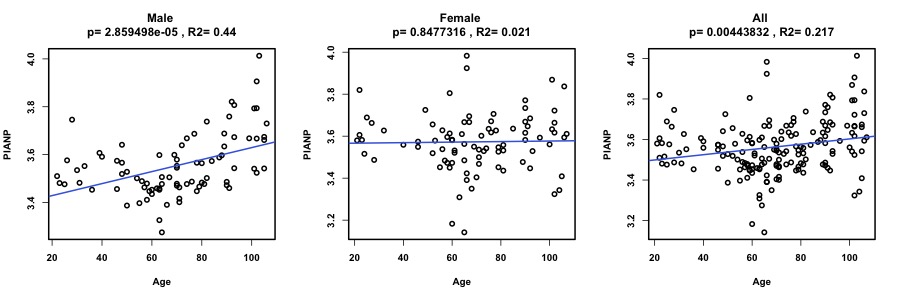 Male
p= 2.859498e-05 , R2= 0.44
PIANP
4.0
3.8
3.6
3.4
20 40 60 80 100
Age
Female
p= 0.8477316 , R2= 0.021
PIANP
4.0
3.8
3.6
3.4
3.2
20 40 60 80 100
Age
All
p= 0.00443832 , R2= 0.217
PIANP
4.0
3.8
3.6
3.4
3.2
20 40 60 80 100
Age